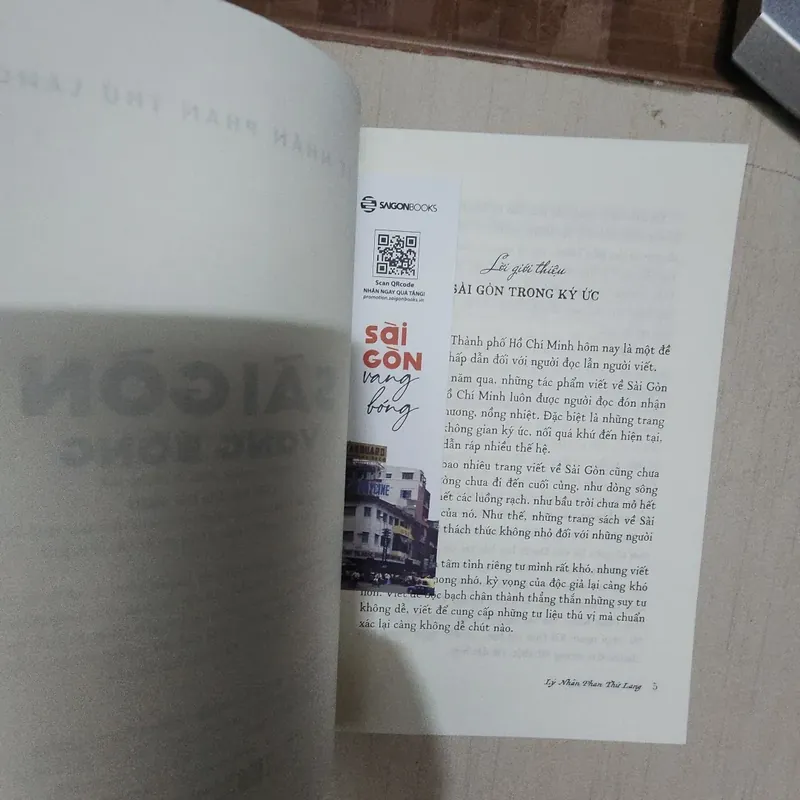 SAIGONBOOKS
Scan QRcode
NHẬN NGAY QUÀ TẶNG!
promotion.saigonbooks.vn
SÀI
GÒN
vang
bóng
Lời giới thiệu
SÀI GÒN TRONG KÝ ỨC
Thành phố Hồ Chí Minh hôm nay là một đề
hấp dẫn đối với người đọc lẫn người viết.
năm qua, những tác phẩm viết về Sài Gòn
Hồ Chí Minh luôn được người đọc đón nhận
hương, nồng nhiệt. Đặc biệt là những trang
không gian ký ức, nối quá khứ đến hiện tại,
dẫn ráp nhiều thế hệ.
bao nhiêu trang viết về Sài Gòn cũng chưa
chưa đi đến cuối cùng, như dòng sông
hết các luồng rạch, như bầu trời chưa mở hết
của nó. Như thế, những trang sách về Sài
thách thức không nhỏ đối với những người
tâm tình riêng tư mình rất khó, nhưng viết
mong nhớ, kỳ vọng của độc giả lại càng khó
hơn. Viết để bộc bạch chân thành thẳng thắn những suy tư
không dễ, viết để cung cấp những tư liệu thú vị mà chuẩn
xác lại càng không dễ chút nào.
Lý Nhân Phan Thứ Lang 5